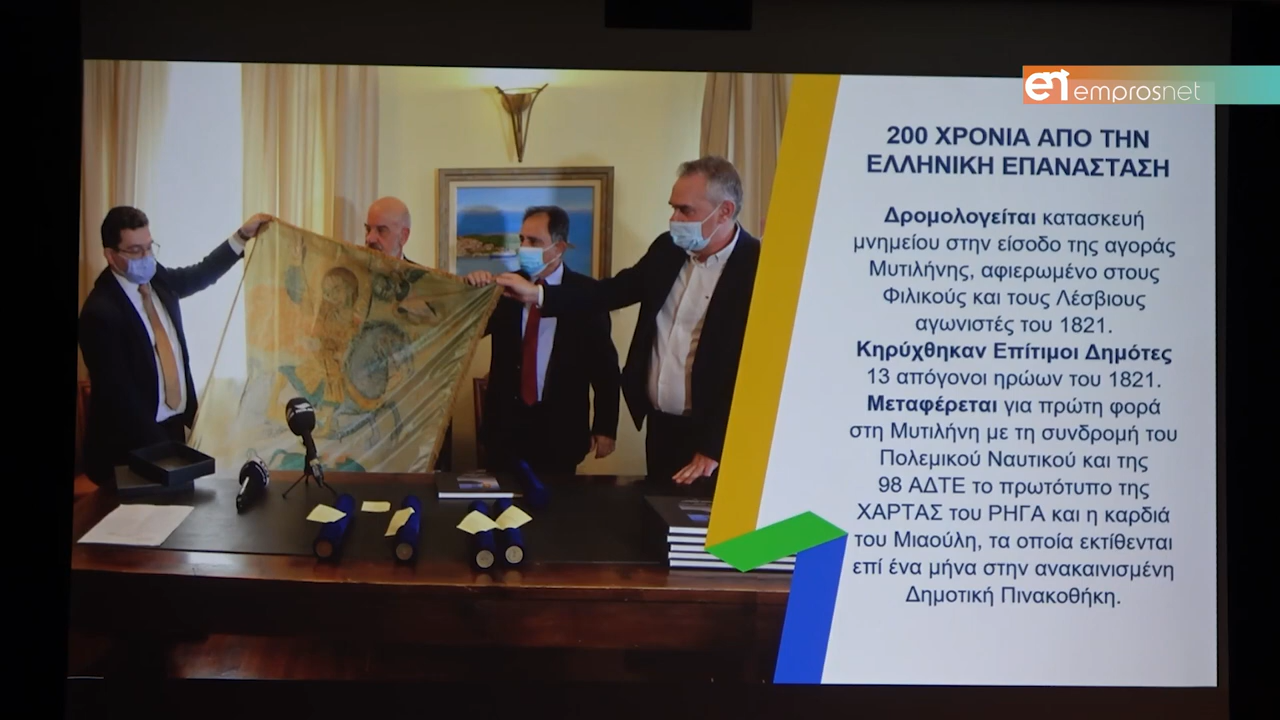 en emprosnet
200 ΧΡΟΝΙΑ ΑΠΟ ΤΗΝ
ΕΛΛΗΝΙΚΗ ΕΠΑΝΑΣΤΑΣΗ
Δρομολογείται κατασκευή
μνημείου στην είσοδο της αγοράς
Μυτιλήνης, αφιερωμένο στους
Φιλικούς και τους Λέσβιους
αγωνιστές του 1821.
Κηρύχθηκαν Επίτιμοι Δημότες
13 απόγονοι ηρώων του 1821.
Μεταφέρεται για πρώτη φορά
στη Μυτιλήνη με τη συνδρομή του
Πολεμικού Ναυτικού και της
98 ΑΔΤΕ το πρωτότυπο της
ΧΑΡΤΑΣ του ΡΗΓΑ και η καρδιά
του Μιαούλη, τα οποία εκτίθενται
επί ένα μήνα στην ανακαινισμένη
Δημοτική Πινακοθήκη.